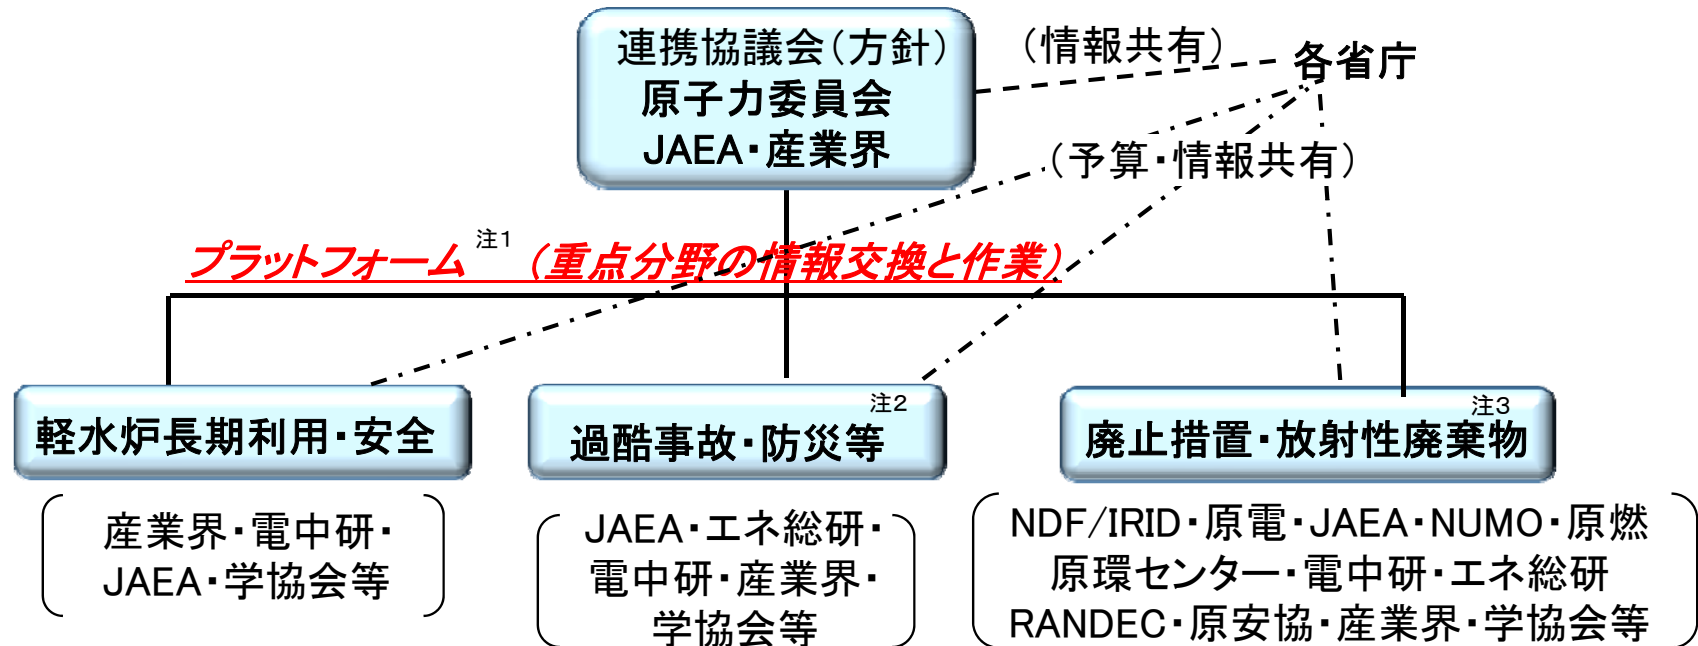 連携協議会(方針)
原子力委員会
JAEA・産業界
(情報共有)
各省庁
(予算・情報共有)
プラットフォーム 注1 (重点分野の情報交換と作業)
軽水炉長期利用・安全
注2
過酷事故・防災等
注3
廃止措置・放射性廃棄物
産業界・電中研・
JAEA・学協会等
JAEA・エネ総研・
電中研・産業界・
学協会等
NDF/IRID・原電・JAEA・NUMO・原燃
原環センター・電中研・エネ総研
RANDEC・原安協・産業界・学協会等